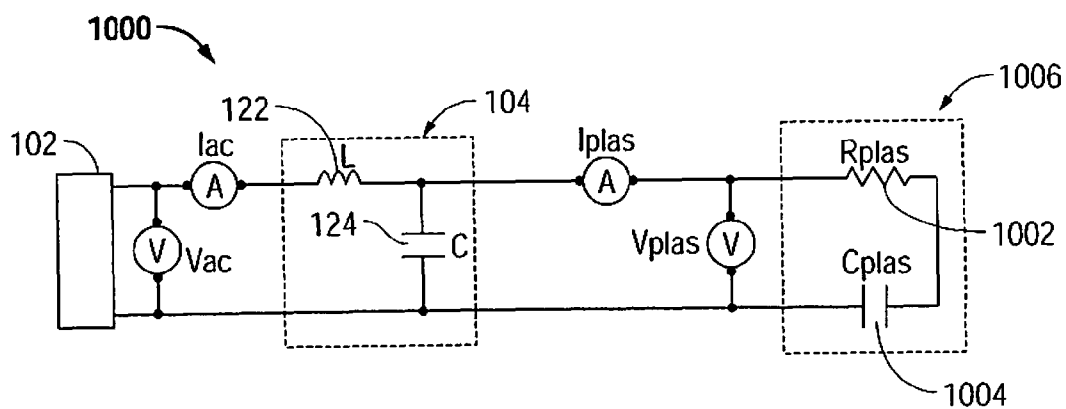 1000
122
104
1006
102
Iac
L
Iplas
Rplas
A
A
124
1002
V
Vac
C
Vplas
V
Cplas
1004